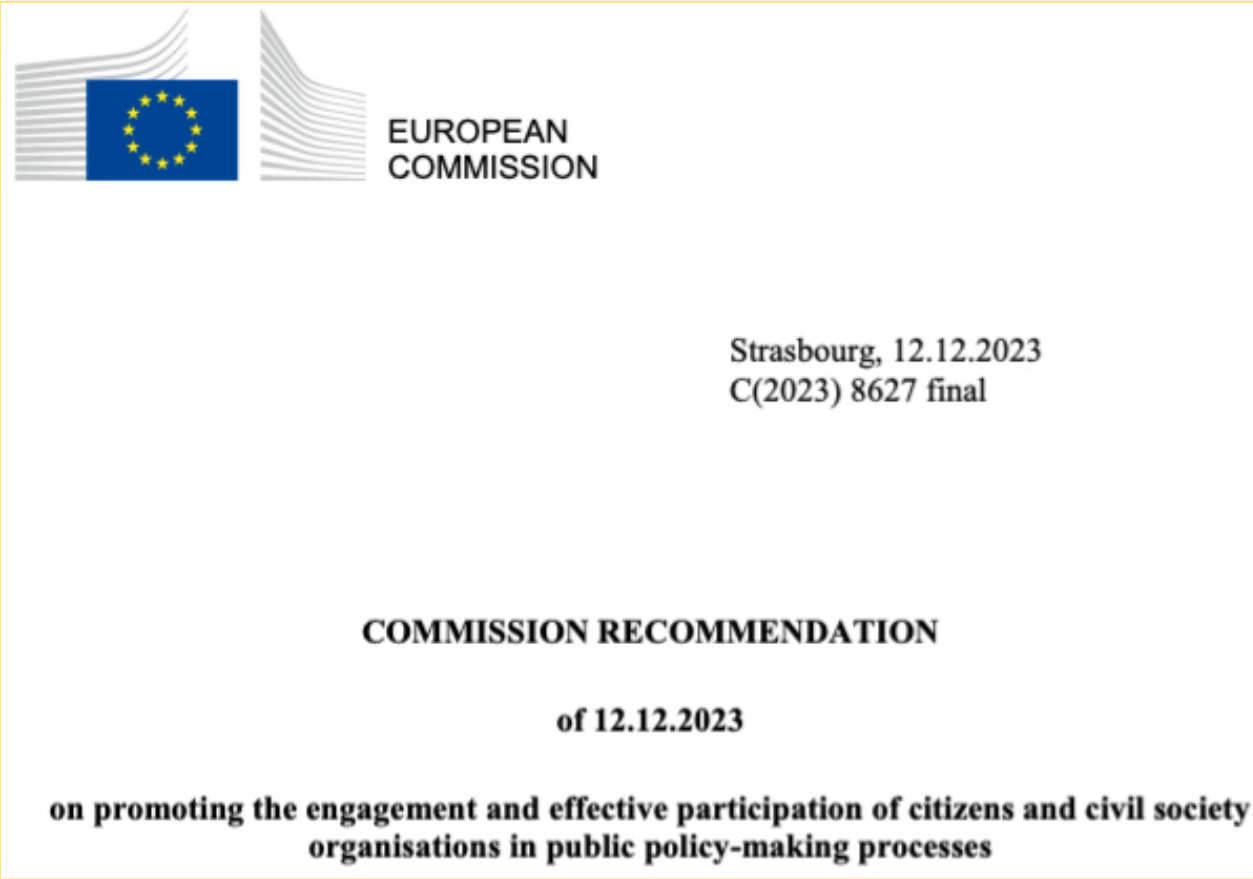 EUROPEAN
COMMISSION
Strasbourg, 12.12.2023
C(2023) 8627 final
COMMISSION RECOMMENDATION
of 12.12.2023
on promoting the engagement and effective participation of citizens and civil society
organisations in public policy-making processes